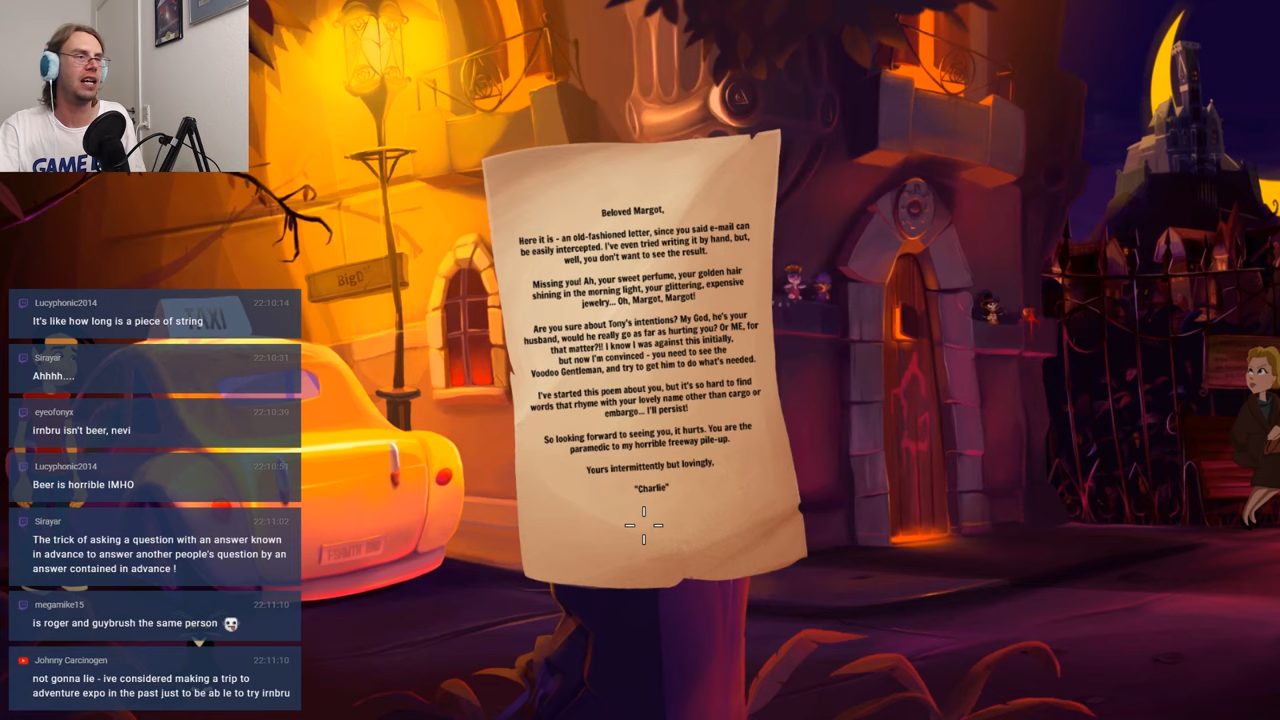 GAME
BigD
TAXI
Lucyphonic2014 22:10:14
It's like how long is a piece of string
Sirayar 22:10:31
Ahhhh....
eyeofonyx 22:10:39
irnbru isn't beer, nevi
Lucyphonic2014 22:10:51
Beer is horrible IMHO
Sirayar 22:11:02
The trick of asking a question with an answer known
in advance to answer another people's question by an
answer contained in advance !
megamike15 22:11:10
is roger and guybrush the same person
Johnny Carcinogen 22:11:10
not gonna lie - ive considered making a trip to
adventure expo in the past just to be ab le to try irnbru
Beloved Margot,
Here it is - an old-fashioned letter, since you said e-mail can
be easily intercepted. I've even tried writing it by hand, but,
well, you don't want to see the result.
Missing you! Ah, your sweet perfume, your golden hair
shining in the morning light, your glittering, expensive
jewelry... Oh, Margot, Margot!
Are you sure about Tony's intentions? My God, he's your
husband, would he really go as far as hurting you? Or ME, for
that matter?!! I know I was against this initially,
but now I'm convinced - you need to see the
Voodoo Gentleman, and try to get him to do what's needed.
I've started this poem about you, but it's so hard to find
words that rhyme with your lovely name other than cargo or
embargo... I'll persist!
So looking forward to seeing you, it hurts. You are the
paramedic to my horrible freeway pile-up.
Yours intermittently but lovingly,
"Charlie"